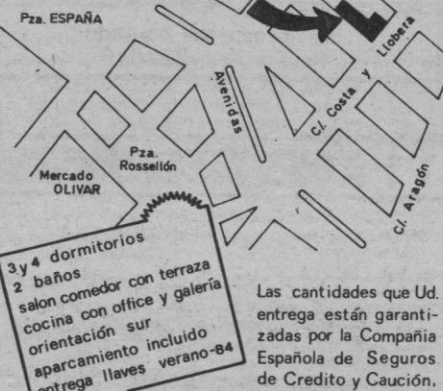 Pza. ESPAÑA
Avenidas
C/. Costa y Llobera
Pza.
Rossellón
Mercado
OLIVAR
C/. Aragón
3 y 4 dormitorios
2 baños
salon comedor con terraza
cocina con office y galería
orientación sur
aparcamiento incluido
entrega llaves verano-84
Las cantidades que Ud.
entrega están garanti-
zadas por la Compañia
Española de Seguros
de Credito y Caución.